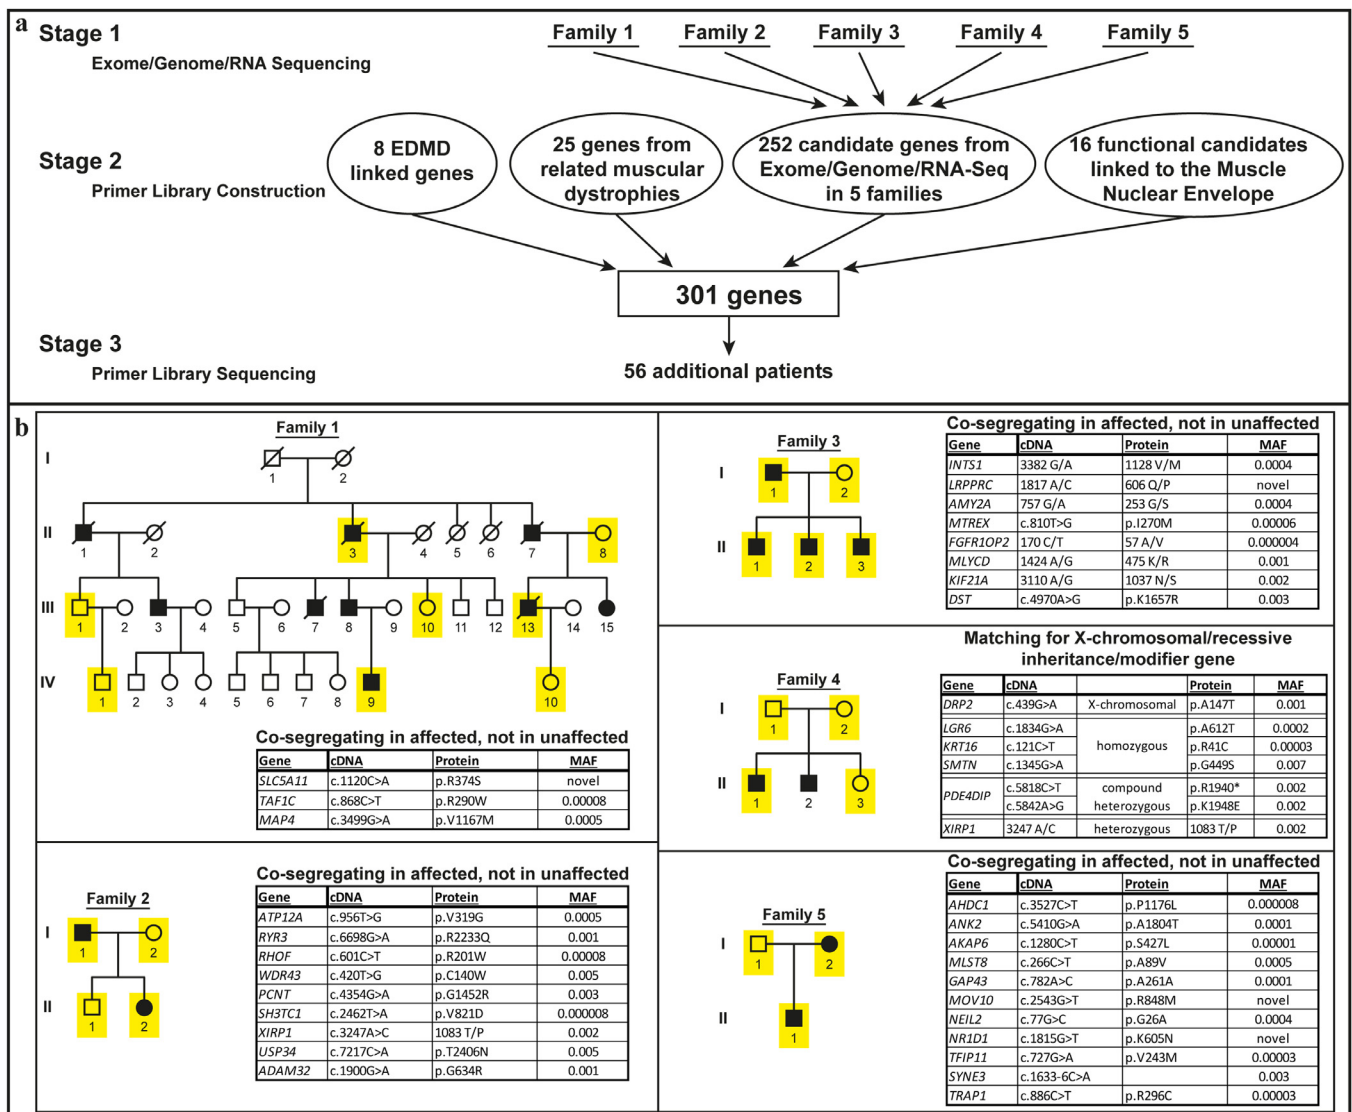 a
Stage 1
Exome/Genome/RNA Sequencing
Family 1 Family 2 Family 3 Family 4 Family 5
Stage 2
Primer Library Construction
8 EDMD
linked genes
25 genes from
related muscular
dystrophies
252 candidate genes from
Exome/Genome/RNA-Seq
in 5 families
16 functional candidates
linked to the Muscle
Nuclear Envelope
301 genes
Stage 3
Primer Library Sequencing
56 additional patients
b
Family 1
I
1 2
II
1 2 3 4 5 6 7 8
III
1 2 3 4 5 6 7 8 9 10 11 12 13 14 15
IV
1 2 3 4 5 6 7 8 9 10
Co-segregating in affected, not in unaffected
Gene cDNA Protein MAF
SLC5A11 c.1120C>A p.R374S novel
TAF1C c.868C>T p.R290W 0.00008
MAP4 c.3499G>A p.V1167M 0.0005
Family 2
I
1 2
II
1 2
Co-segregating in affected, not in unaffected
Gene cDNA Protein MAF
ATP12A c.956T>G p.V319G 0.0005
RYR3 c.6698G>A p.R2233Q 0.001
RHOF c.601C>T p.R201W 0.00008
WDR43 c.420T>G p.C140W 0.005
PCNT c.4354G>A p.G1452R 0.003
SH3TC1 c.2462T>A p.V821D 0.000008
XIRP1 c.3247A>C 1083 T/P 0.002
USP34 c.7217C>A p.T2406N 0.005
ADAM32 c.1900G>A p.G634R 0.001
Family 3
I
1 2
II
1 2 3
Co-segregating in affected, not in unaffected
Gene cDNA Protein MAF
INTS1 3382 G/A 1128 V/M 0.0004
LRPPRC 1817 A/C 606 Q/P novel
AMY2A 757 G/A 253 G/S 0.0004
MTREX c.810T>G p.I270M 0.00006
FGFR1OP2 170 C/T 57 A/V 0.000004
MLYCD 1424 A/G 475 K/R 0.001
KIF21A 3110 A/G 1037 N/S 0.002
DST c.4970A>G p.K1657R 0.003
Family 4
I
1 2
II
1 2 3
Matching for X-chromosomal/recessive
inheritance/modifier gene
Gene cDNA Protein MAF
DRP2 c.439G>A X-chromosomal p.A147T 0.001
LGR6 c.1834G>A p.A612T 0.0002
KRT16 c.121C>T homozygous p.R41C 0.00003
SMTN c.1345G>A p.G449S 0.007
PDE4DIP c.5818C>T compound p.R1940* 0.002
c.5842A>G heterozygous p.K1948E 0.002
XIRP1 3247 A/C heterozygous 1083 T/P 0.002
Family 5
I
1 2
II
1
Co-segregating in affected, not in unaffected
Gene cDNA Protein MAF
AHDC1 c.3527C>T p.P1176L 0.000008
ANK2 c.5410G>A p.A1804T 0.0001
AKAP6 c.1280C>T p.S427L 0.00001
MLST8 c.266C>T p.A89V 0.0005
GAP43 c.782A>C p.A261A 0.0001
MOV10 c.2543G>T p.R848M novel
NEIL2 c.77G>C p.G26A 0.0004
NR1D1 c.1815G>T p.K605N novel
TFIP11 c.727G>A p.V243M 0.00003
SYNE3 c.1633-6C>A 0.003
TRAP1 c.886C>T p.R296C 0.00003